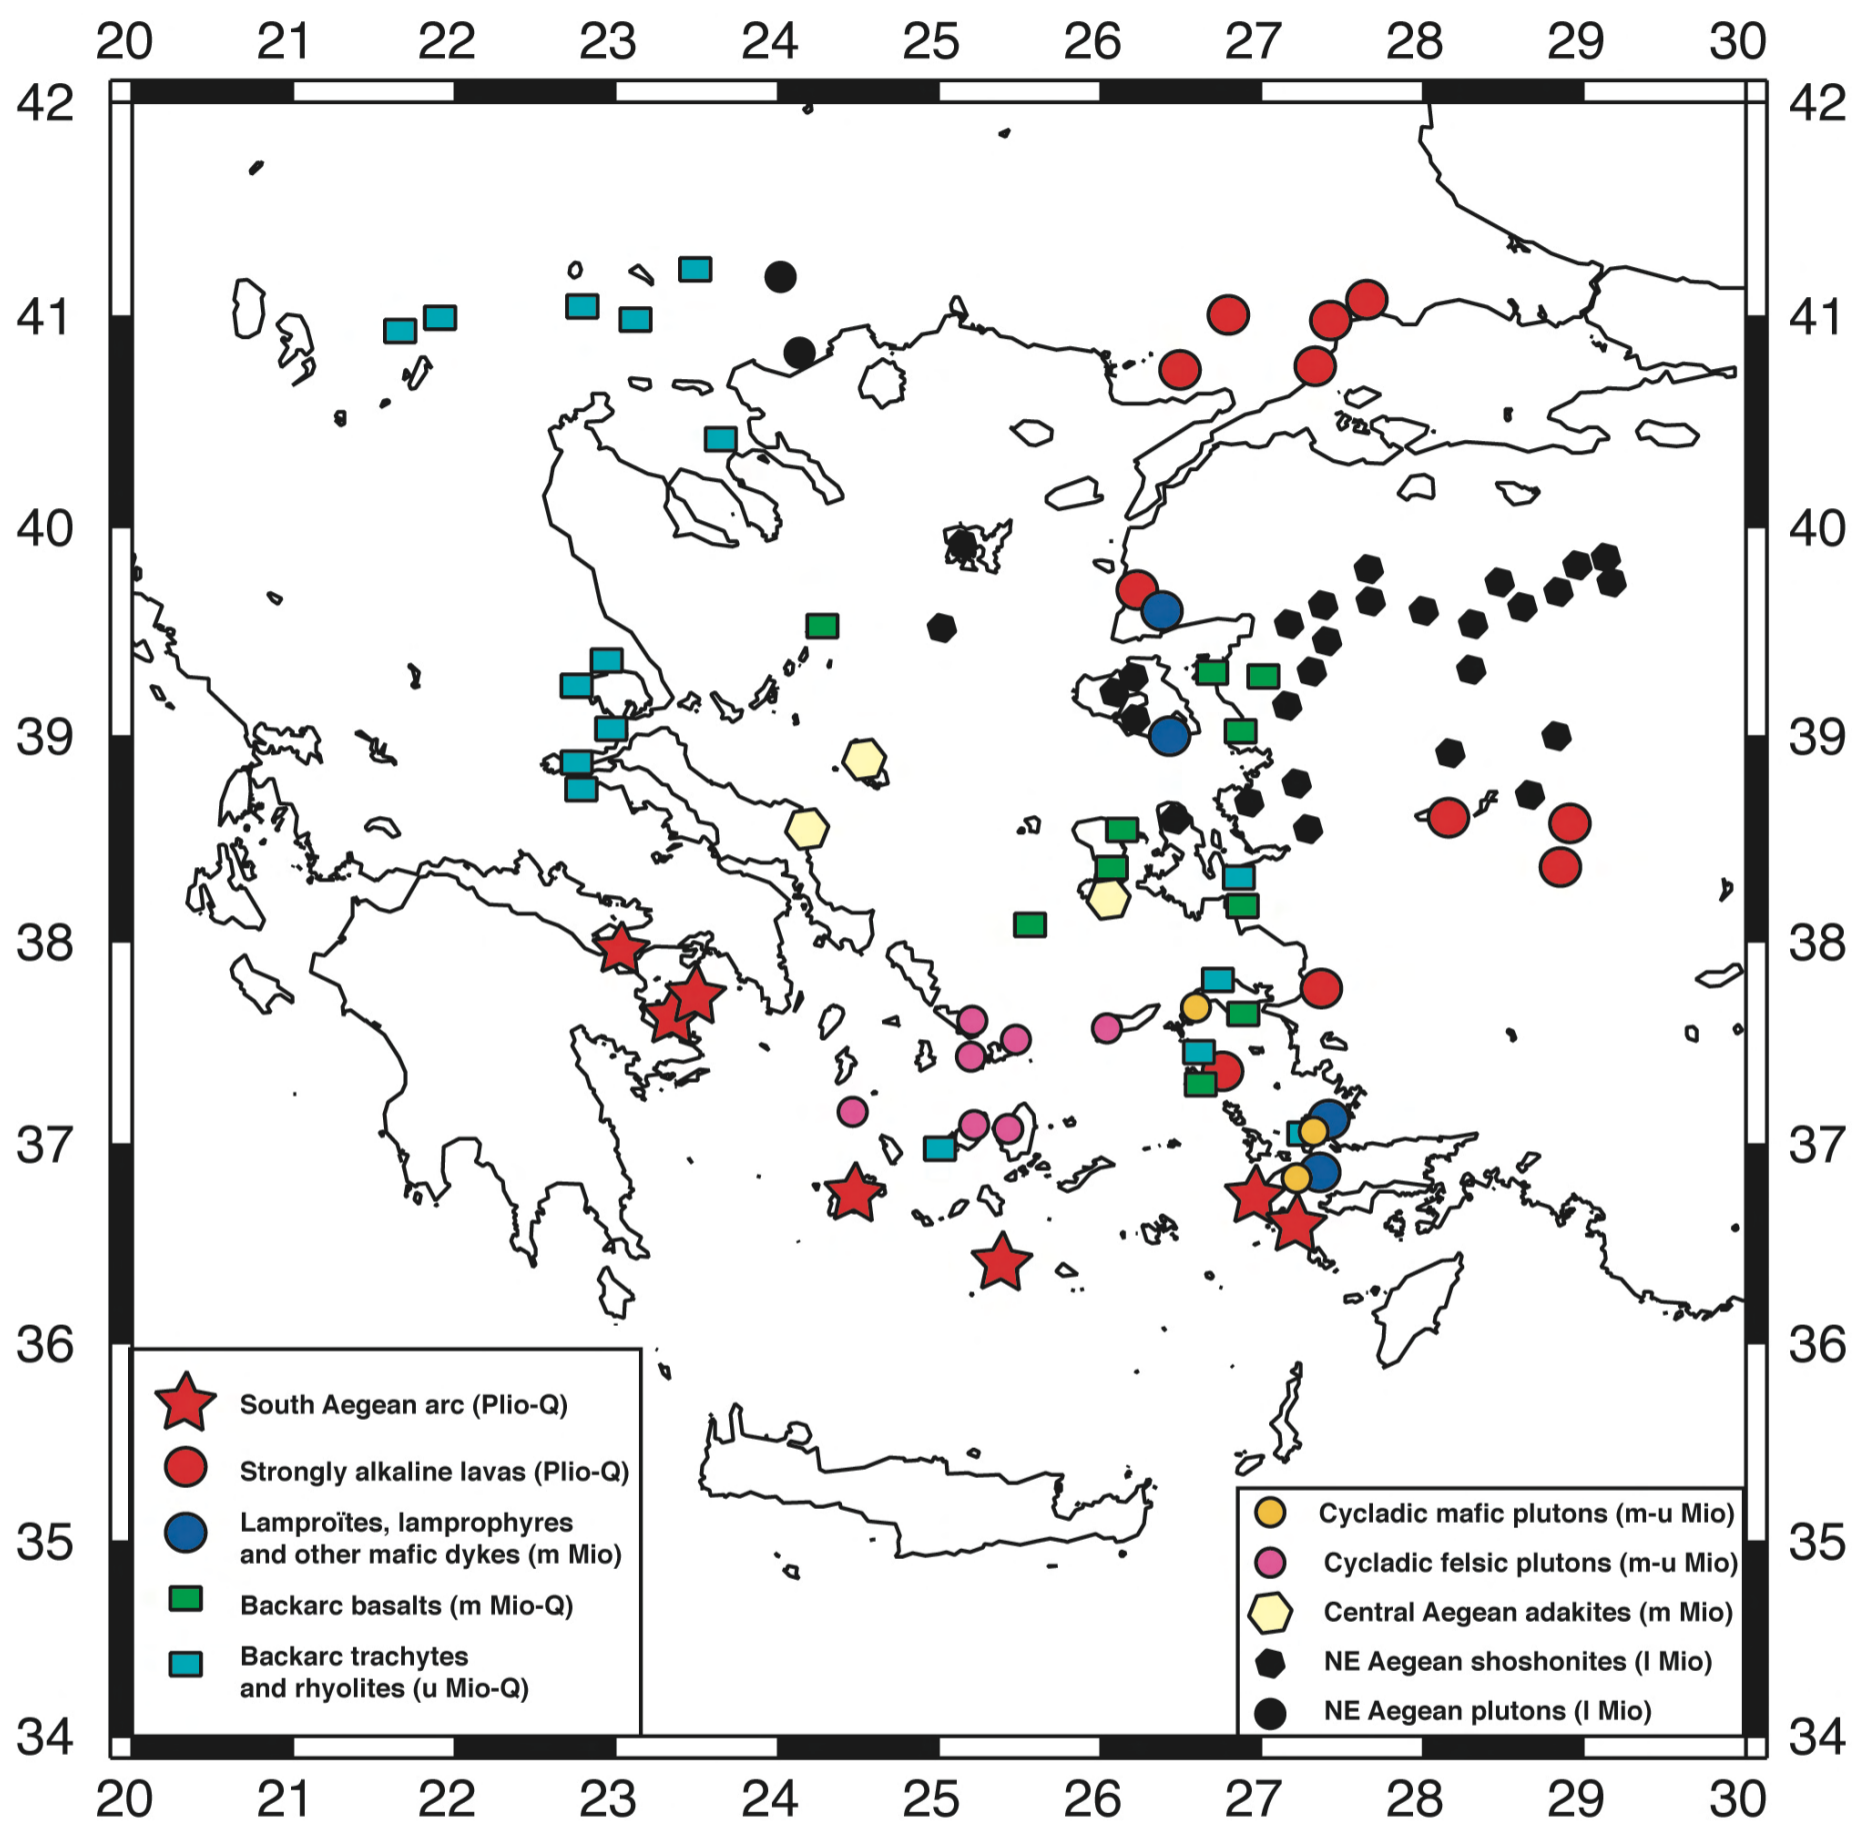 20 21 22 23 24 25 26 27 28 29 30
42 42
41 41
40 40
39 39
38 38
37 37
36 36
35 35
34 34
South Aegean arc (Plio-Q)
Strongly alkaline lavas (Plio-Q)
Lamproïtes, lamprophyres
and other mafic dykes (m Mio)
Backarc basalts (m Mio-Q)
Backarc trachytes
and rhyolites (u Mio-Q)
Cycladic mafic plutons (m-u Mio)
Cycladic felsic plutons (m-u Mio)
Central Aegean adakites (m Mio)
NE Aegean shoshonites (l Mio)
NE Aegean plutons (l Mio)
20 21 22 23 24 25 26 27 28 29 30